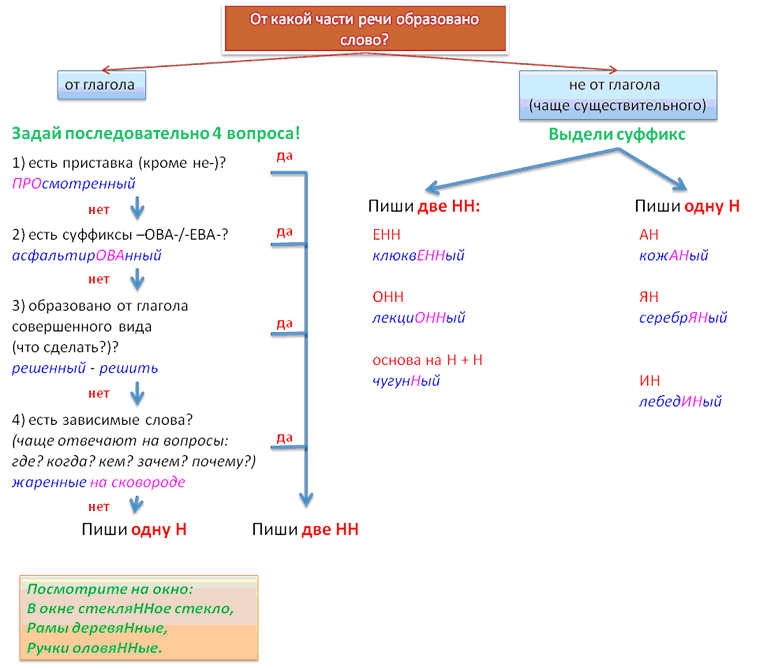 От какой части речи образовано
слово?
от глагола
не от глагола
(чаще существительного)
Задай последовательно 4 вопроса!
Выдели суффикс
1) есть приставка (кроме не-)?
ПРОсмотренный
да
нет
2) есть суффиксы –ОВА-/-ЕВА-?
асфальтирОВАнный
да
нет
3) образовано от глагола
совершенного вида
(что сделать?)?
решенный - решить
да
нет
4) есть зависимые слова?
(чаще отвечают на вопросы:
где? когда? кем? зачем? почему?)
жаренные на сковороде
да
нет
Пиши одну Н
Пиши две НН
Пиши две НН:
ЕНН
клюквЕННый
ОНН
лекциОННый
основа на Н + Н
чугунНый
Пиши одну Н
АН
кожАНый
ЯН
серебрЯНый
ИН
лебедИНый
Посмотрите на окно:
В окне стекляННое стекло,
Рамы деревяНные,
Ручки оловяННые.